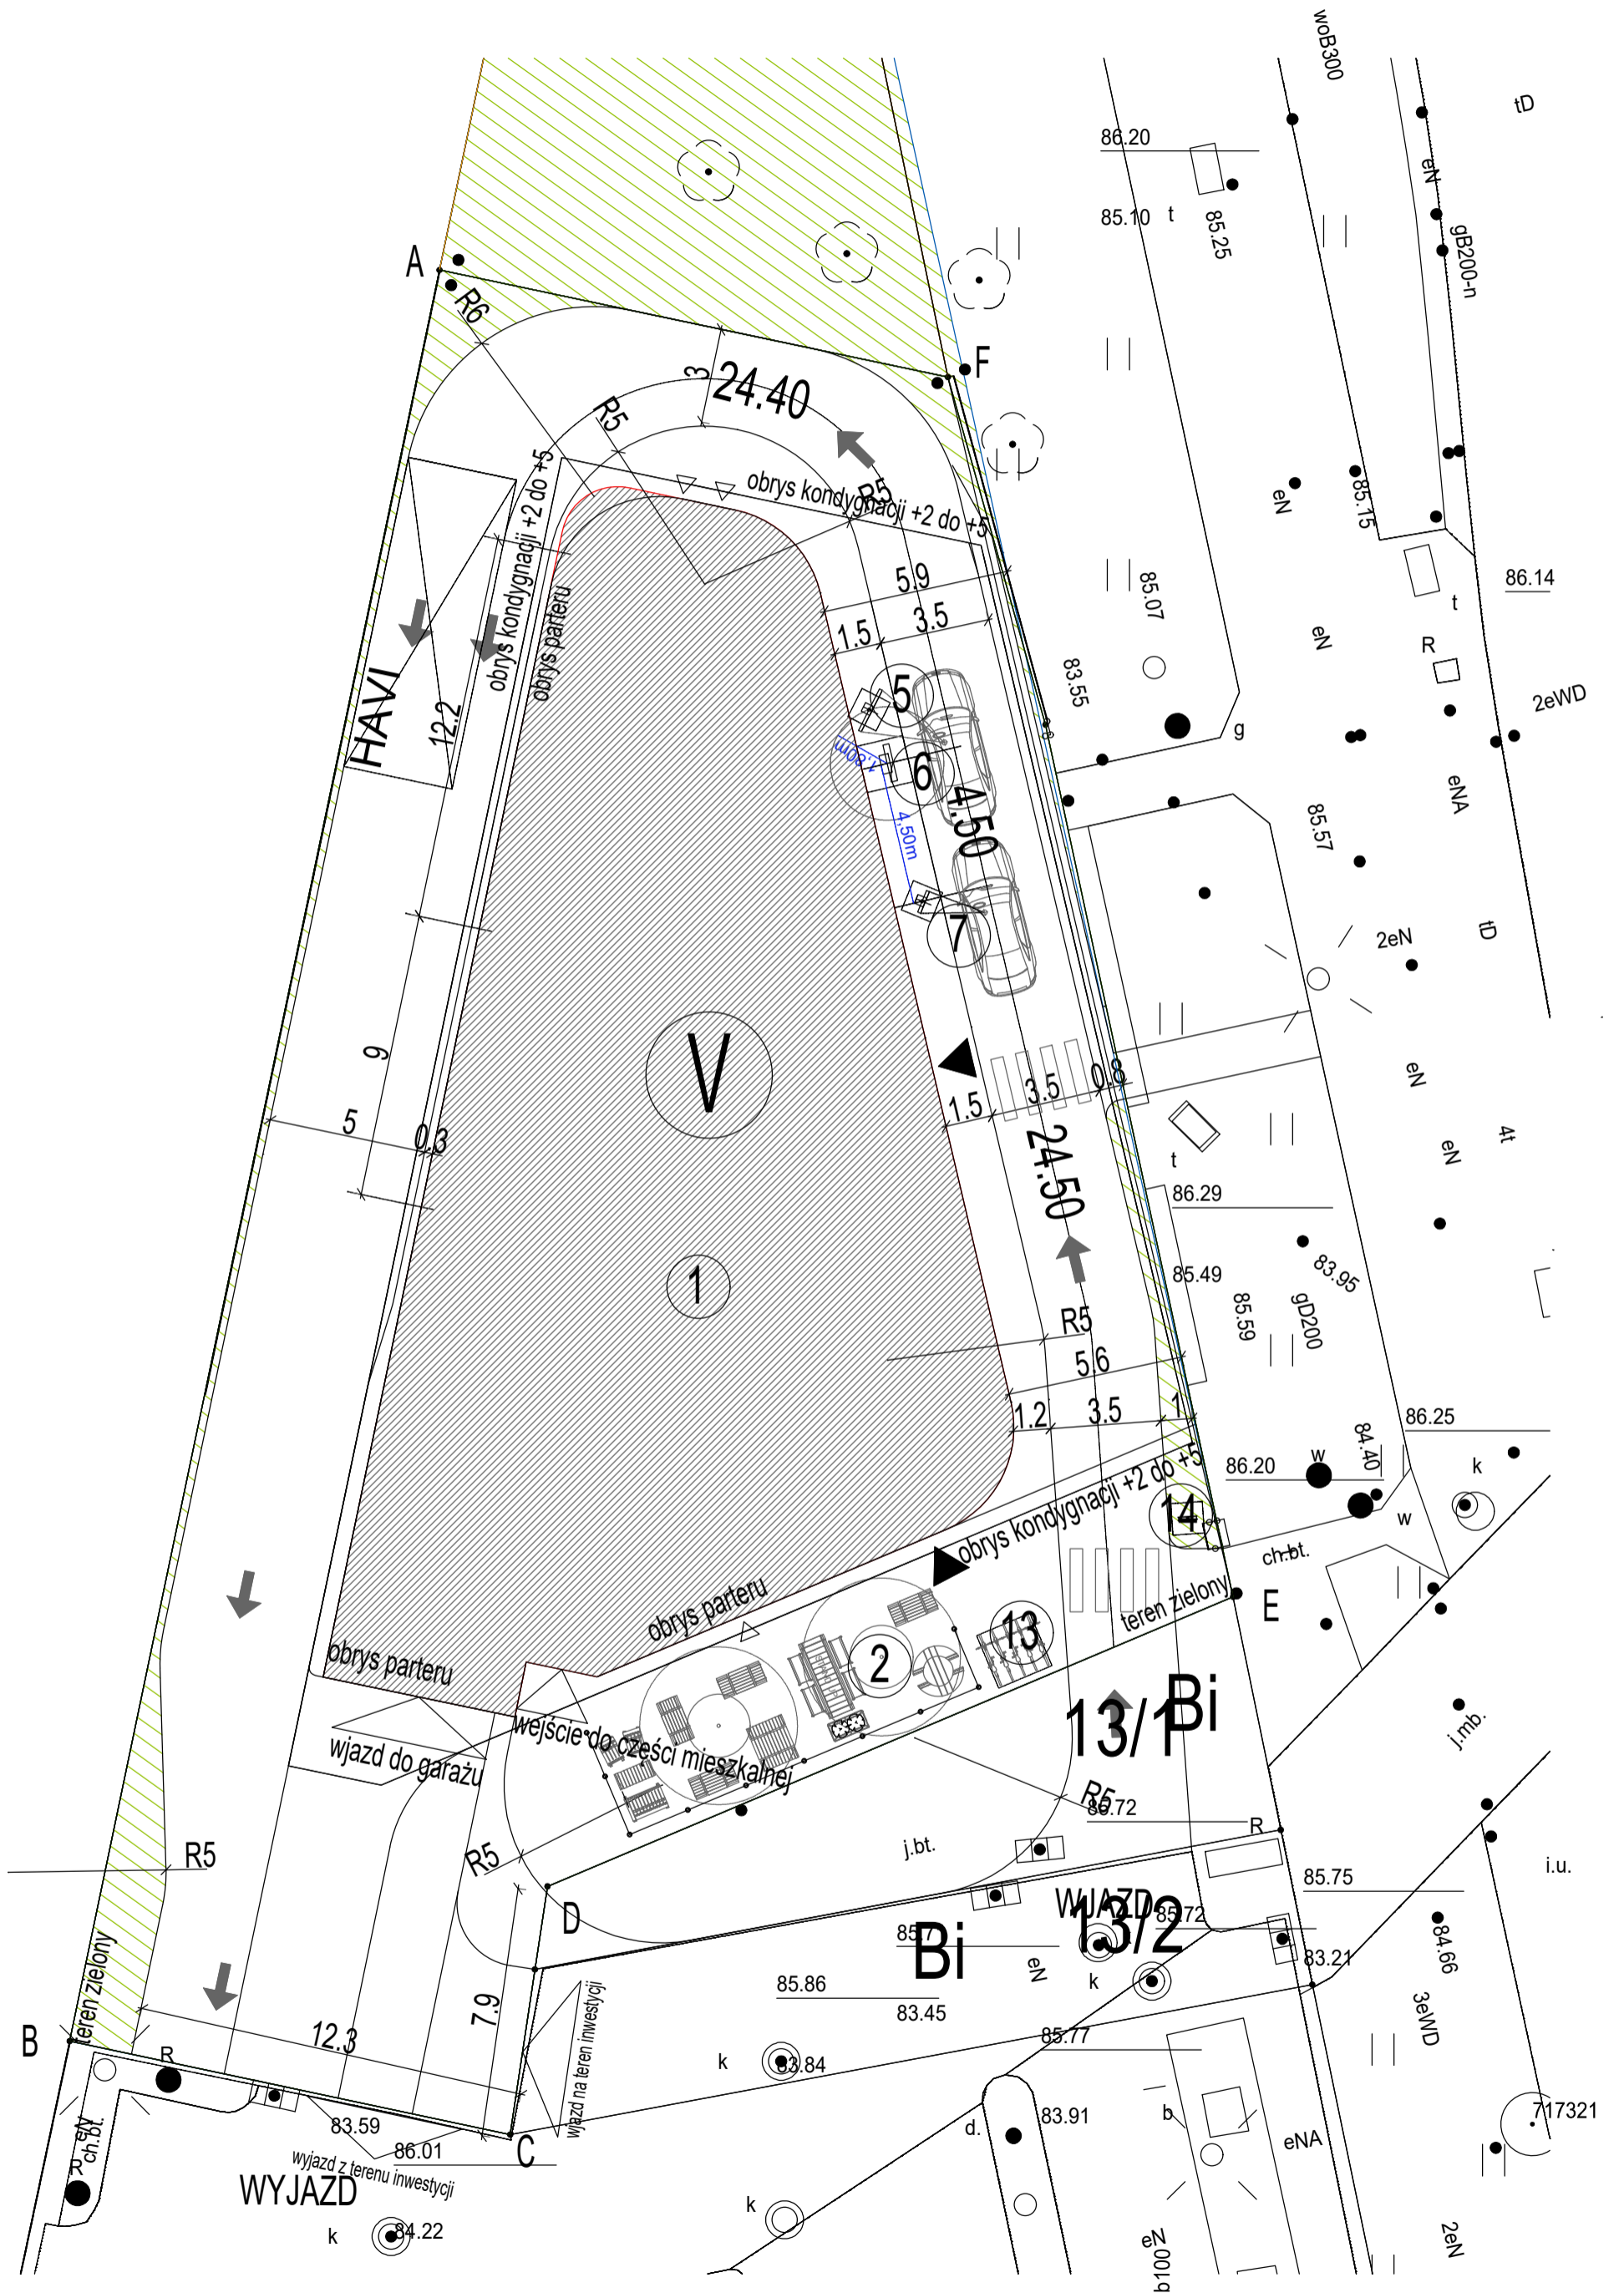 woB300
tD
86.20
eN
85.10
t
85.25
gB200-n
A
R6
F
3
24.40
R5
obrys kondygnacji +2 do +5
R5
obrys kondygnacji +2 do +5
eN
85.15
5.9
86.14
85.07
3.5
1.5
t
obrys parteru
eN
R
83.55
5
HAVI
12.2
2eWD
g
1.80m
6
4.50
eNA
4,50m
85.57
7
2eN
tD
V
9
eN
1.5
3.5
0.8
5
0.3
24.50
4t
eN
t
86.29
1
83.95
85.49
85.59
gD200
R5
5.6
1.2
3.5
1
86.25
84.40
w
k
86.20
obrys kondygnacji +2 do +5
14
w
ch.bt.
obrys parteru
teren zielony
E
13
obrys parteru
2
Bi
13/1
wejście do części mieszkalnej
wjazd do garażu
j.mb.
R5
86.72
R
j.bt.
R5
R5
i.u.
85.75
D
WJAZD
13/2
85.72
85.7
Bi
84.66
teren zielony
eN
83.21
k
85.86
83.45
3eWD
7.9
12.3
B
85.77
R
k
83.84
wjazd na teren inwestycji
83.59
eN
ch.bt.
83.91
b
717321
d.
86.01
C
eNA
R
wyjazd z terenu inwestycji
WYJAZD
k
84.22
k
eN
2eN
b100